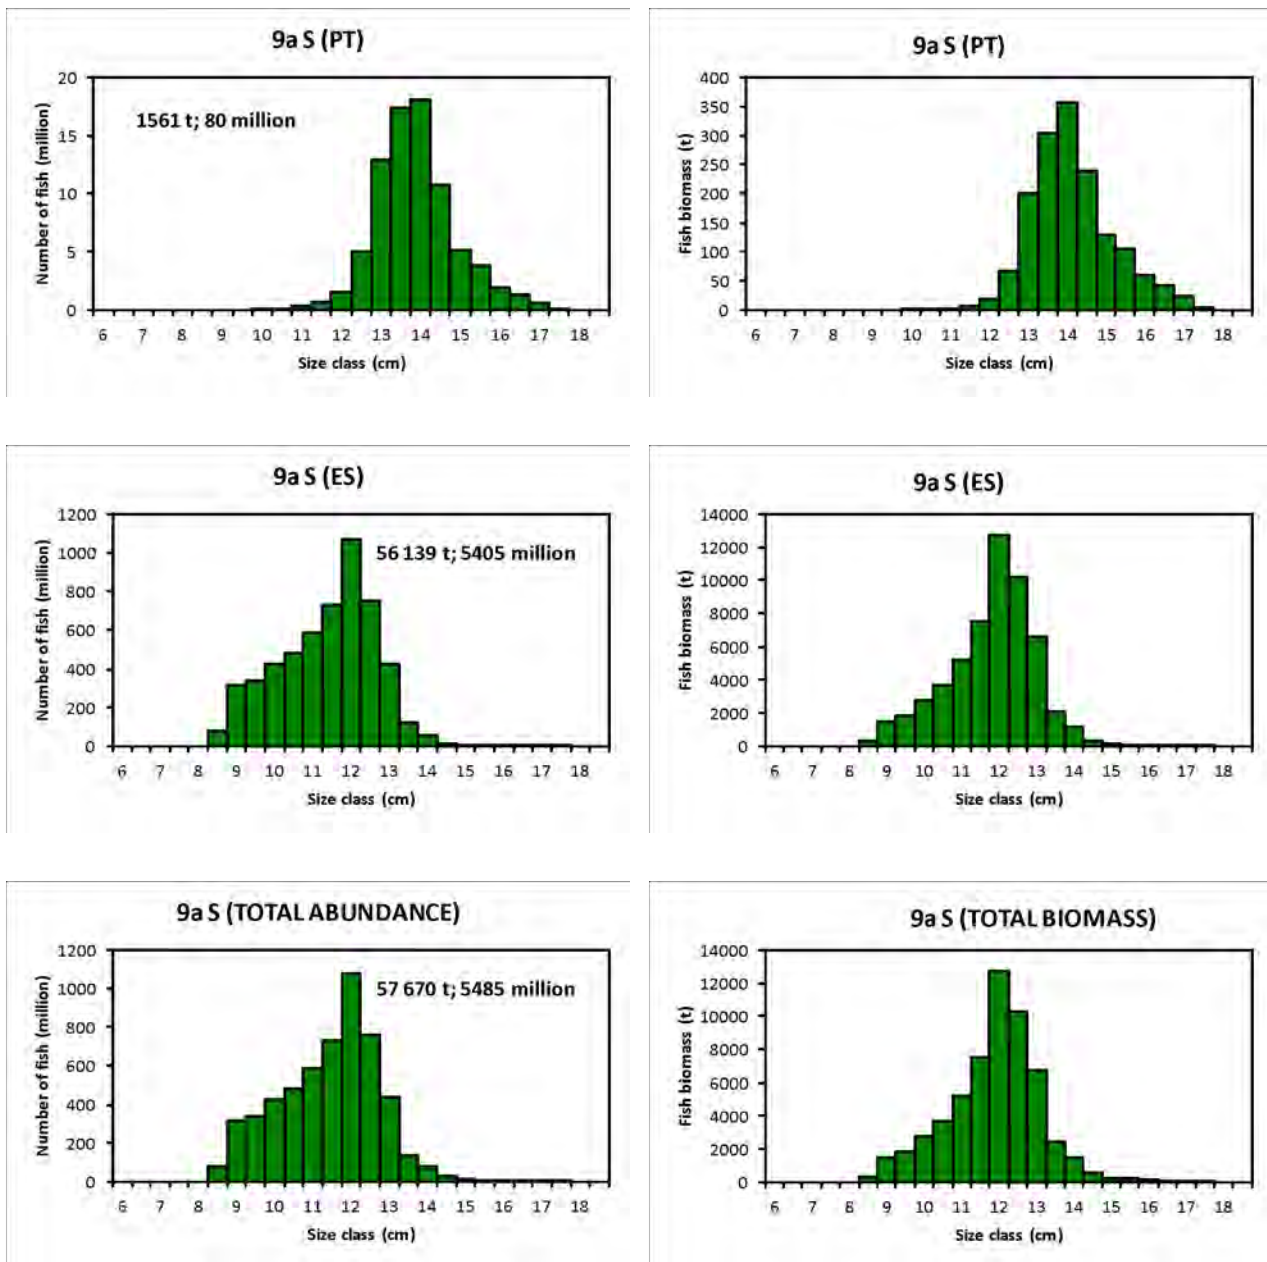 9a S (PT)
Number of fish (million)
20
15
10
5
0
1561 t; 80 million
6 7 8 9 10 11 12 13 14 15 16 17 18
Size class (cm)
9a S (PT)
Fish biomass (t)
400
350
300
250
200
150
100
50
0
6 7 8 9 10 11 12 13 14 15 16 17 18
Size class (cm)
9a S (ES)
Number of fish (million)
1200
1000
800
600
400
200
0
56 139 t; 5405 million
6 7 8 9 10 11 12 13 14 15 16 17 18
Size class (cm)
9a S (ES)
Fish biomass (t)
14000
12000
10000
8000
6000
4000
2000
0
6 7 8 9 10 11 12 13 14 15 16 17 18
Size class (cm)
9a S (TOTAL ABUNDANCE)
Number of fish (million)
1200
1000
800
600
400
200
0
57 670 t; 5485 million
6 7 8 9 10 11 12 13 14 15 16 17 18
Size class (cm)
9a S (TOTAL BIOMASS)
Fish biomass (t)
14000
12000
10000
8000
6000
4000
2000
0
6 7 8 9 10 11 12 13 14 15 16 17 18
Size class (cm)